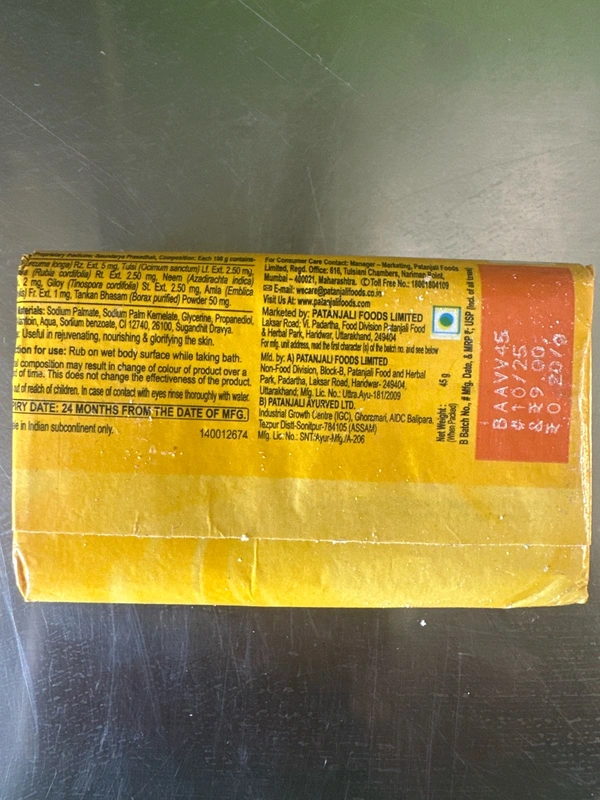 Saundarya Prasadhak, Composition: Each 100 g contains-
longa) Rz. Ext. 5 mg, Tulsi (Ocimum sanctum) Lf. Ext. 2.50 mg,
(Rubia cordifolia) Rt. Ext. 2.50 mg, Neem (Azadirachta indica)
2 mg, Giloy (Tinospora cordifolia) St. Ext. 2.50 mg, Amla (Emblica
Fr. Ext. 1 mg, Tankan Bhasam (Borax purified) Powder 50 mg.
aterials: Sodium Palmate, Sodium Palm Kernelate, Glycerine, Propanediol,
Aqua, Sodium benzoate, CI 12740, 26100, Sugandhit Dravya.
Useful in rejuvenating, nourishing & glorifying the skin.
ction for use: Rub on wet body surface while taking bath.
composition may result in change of colour of product over a
of time. This does not change the effectiveness of the product.
ut of reach of children. In case of contact with eyes rinse thoroughly with water.
RY DATE: 24 MONTHS FROM THE DATE OF MFG.
in Indian subcontinent only.
140012674
For Consumer Care Contact: Manager – Marketing, Patanjali Foods
Limited, Regd. Office: 616, Tulsiani Chambers, Nariman Point,
Mumbai – 400021, Maharashtra. Toll Free No.: 18001804109
E-mail: wecare@patanjalifoods.co.in
Visit Us At: www.patanjalifoods.com
Marketed by: PATANJALI FOODS LIMITED
Laksar Road, Vi. Padartha, Food Division Patanjali Food
& Herbal Park, Haridwar, Uttarakhand, 249404
For mfg. unit address, read the first character (s) of the batch no. and see below
Mfd. by: A) PATANJALI FOODS LIMITED
Non-Food Division, Block-B, Patanjali Food and Herbal
Park, Padartha, Laksar Road, Haridwar- 249404,
Uttarakhand; Mfg. Lic. No.: Uttra.Ayu-181/2009
B) PATANJALI AYURVED LTD.
Industrial Growth Centre (IGC), Ghoramari, AIDC Balipara,
Tezpur Distt-Sonitpur-784105 (ASSAM)
Mfg. Lic. No.: SNT/Ayur-Mfg./A-206
Net Weight: 45 g
(When Packed)
B Batch No., # Mfg. Date, & MRP ₹, USP (Incl. of all taxes)
BAAVV45
#10/25
&₹9.00,
₹0.20/g